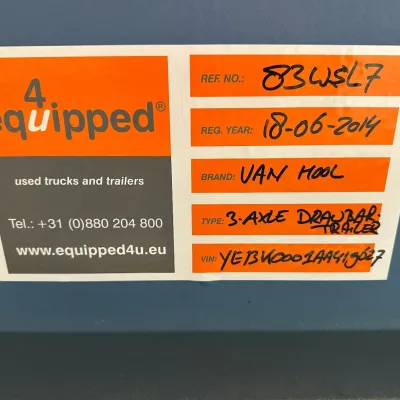 4
equipped®
used trucks and trailers
Tel.: +31 (0)880 204 800
www.equipped4u.eu
REF. NO.: 83WSL7
REG. YEAR: 18-06-2014
BRAND: VAN HOOL
TYPE: 3-AXLE DRAWBAR-
TRAILER
VIN: